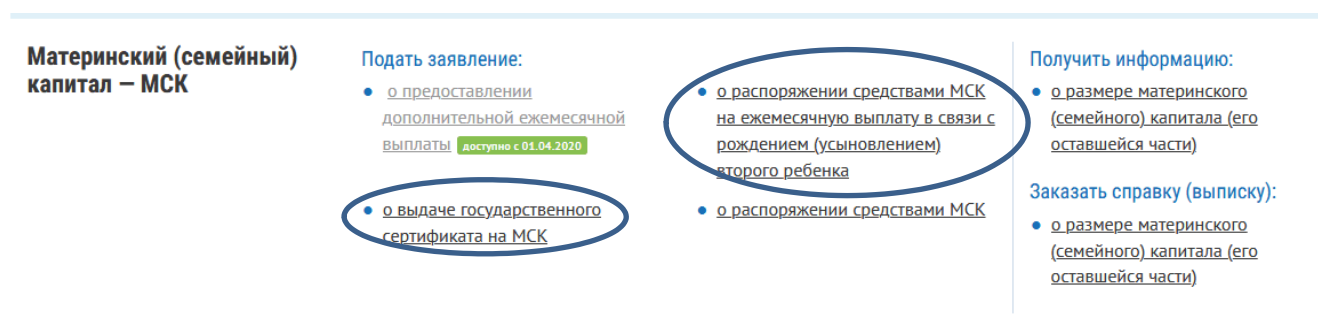 Материнский (семейный)
капитал — МСК
Подать заявление:
о предоставлении
дополнительной ежемесячной
выплаты доступно с 01.04.2020
о выдаче государственного
сертификата на МСК
о распоряжении средствами МСК
на ежемесячную выплату в связи с
рождением (усыновлением)
второго ребенка
о распоряжении средствами МСК
Получить информацию:
о размере материнского
(семейного) капитала (его
оставшейся части)
Заказать справку (выписку):
о размере материнского
(семейного) капитала (его
оставшейся части)